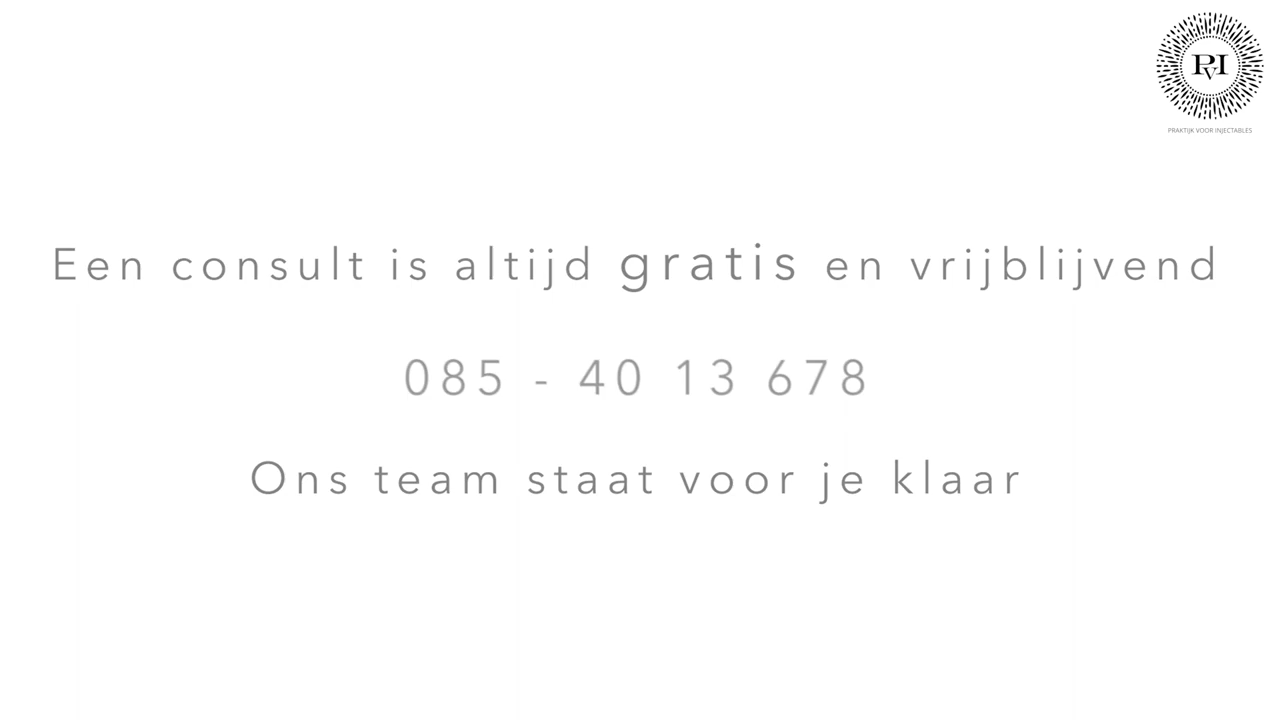 PvI
PRAKTIJK VOOR INJECTABLES
Een consult is altijd gratis en vrijblijvend
085 - 40 13 678
Ons team staat voor je klaar